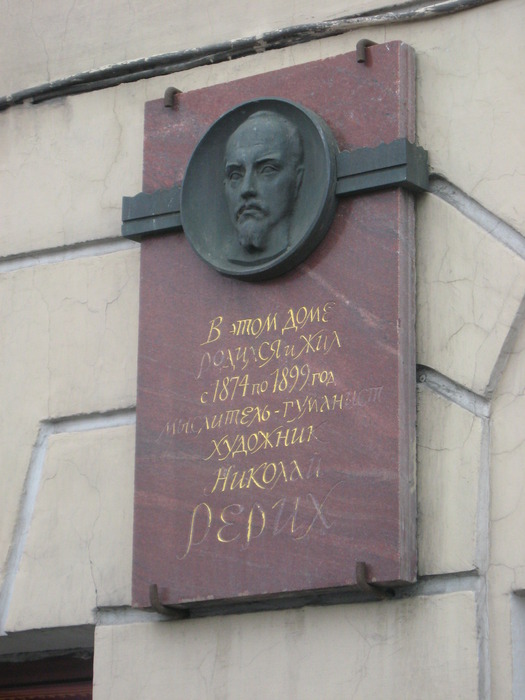 В этом доме
родился и жил
с 1874 по 1899 год
мыслитель-гуманист
художник
Николай
Рерих